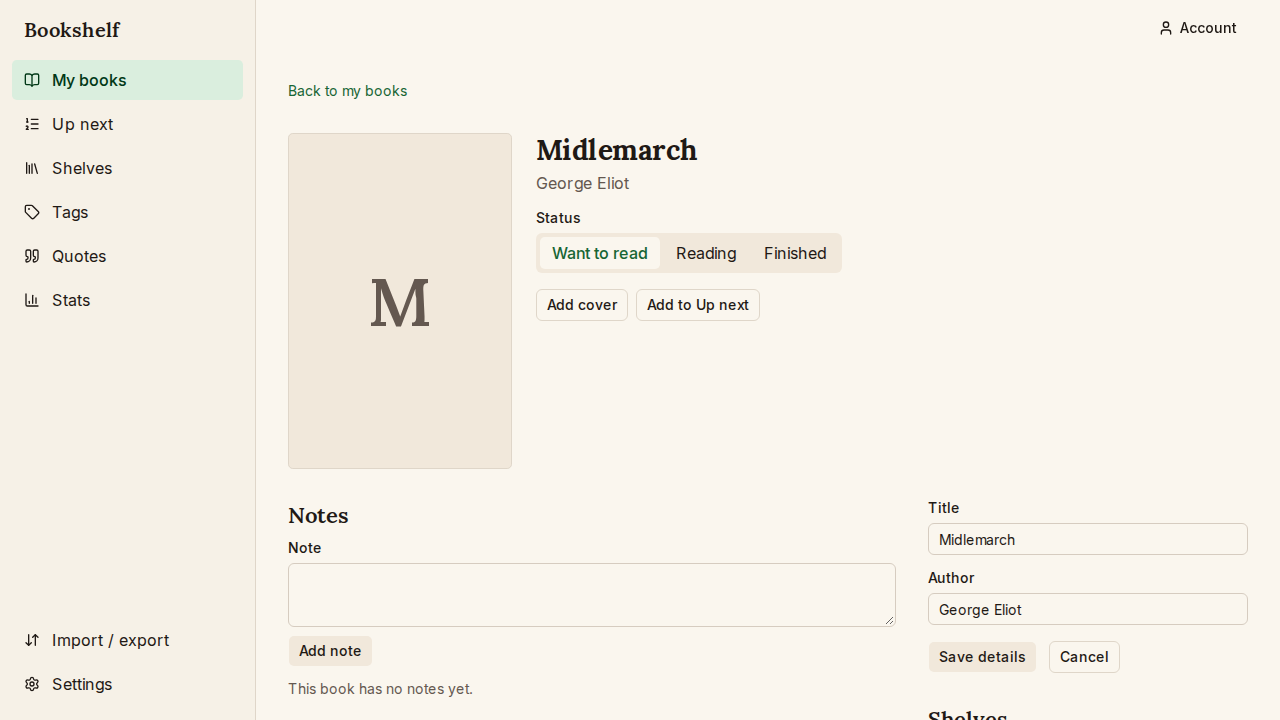 Bookshelf
My books
Up next
Shelves
Tags
Quotes
Stats
Import / export
Settings
Account
Back to my books
M
Midlemarch
George Eliot
Status
Want to read
Reading
Finished
Add cover
Add to Up next
Notes
Note
Add note
This book has no notes yet.
Title
Midlemarch
Author
George Eliot
Save details
Cancel
Shelves